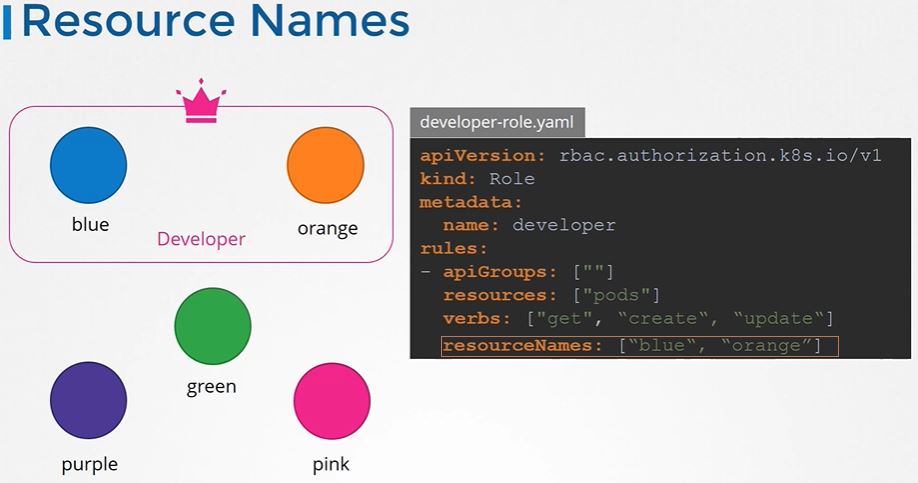 Resource Names
blue
orange
Developer
green
purple
pink
developer-role.yaml
apiVersion: rbac.authorization.k8s.io/v1
kind: Role
metadata:
  name: developer
rules:
- apiGroups: [""]
  resources: ["pods"]
  verbs: ["get", “create“, “update“]
  resourceNames: [“blue“, “orange”]